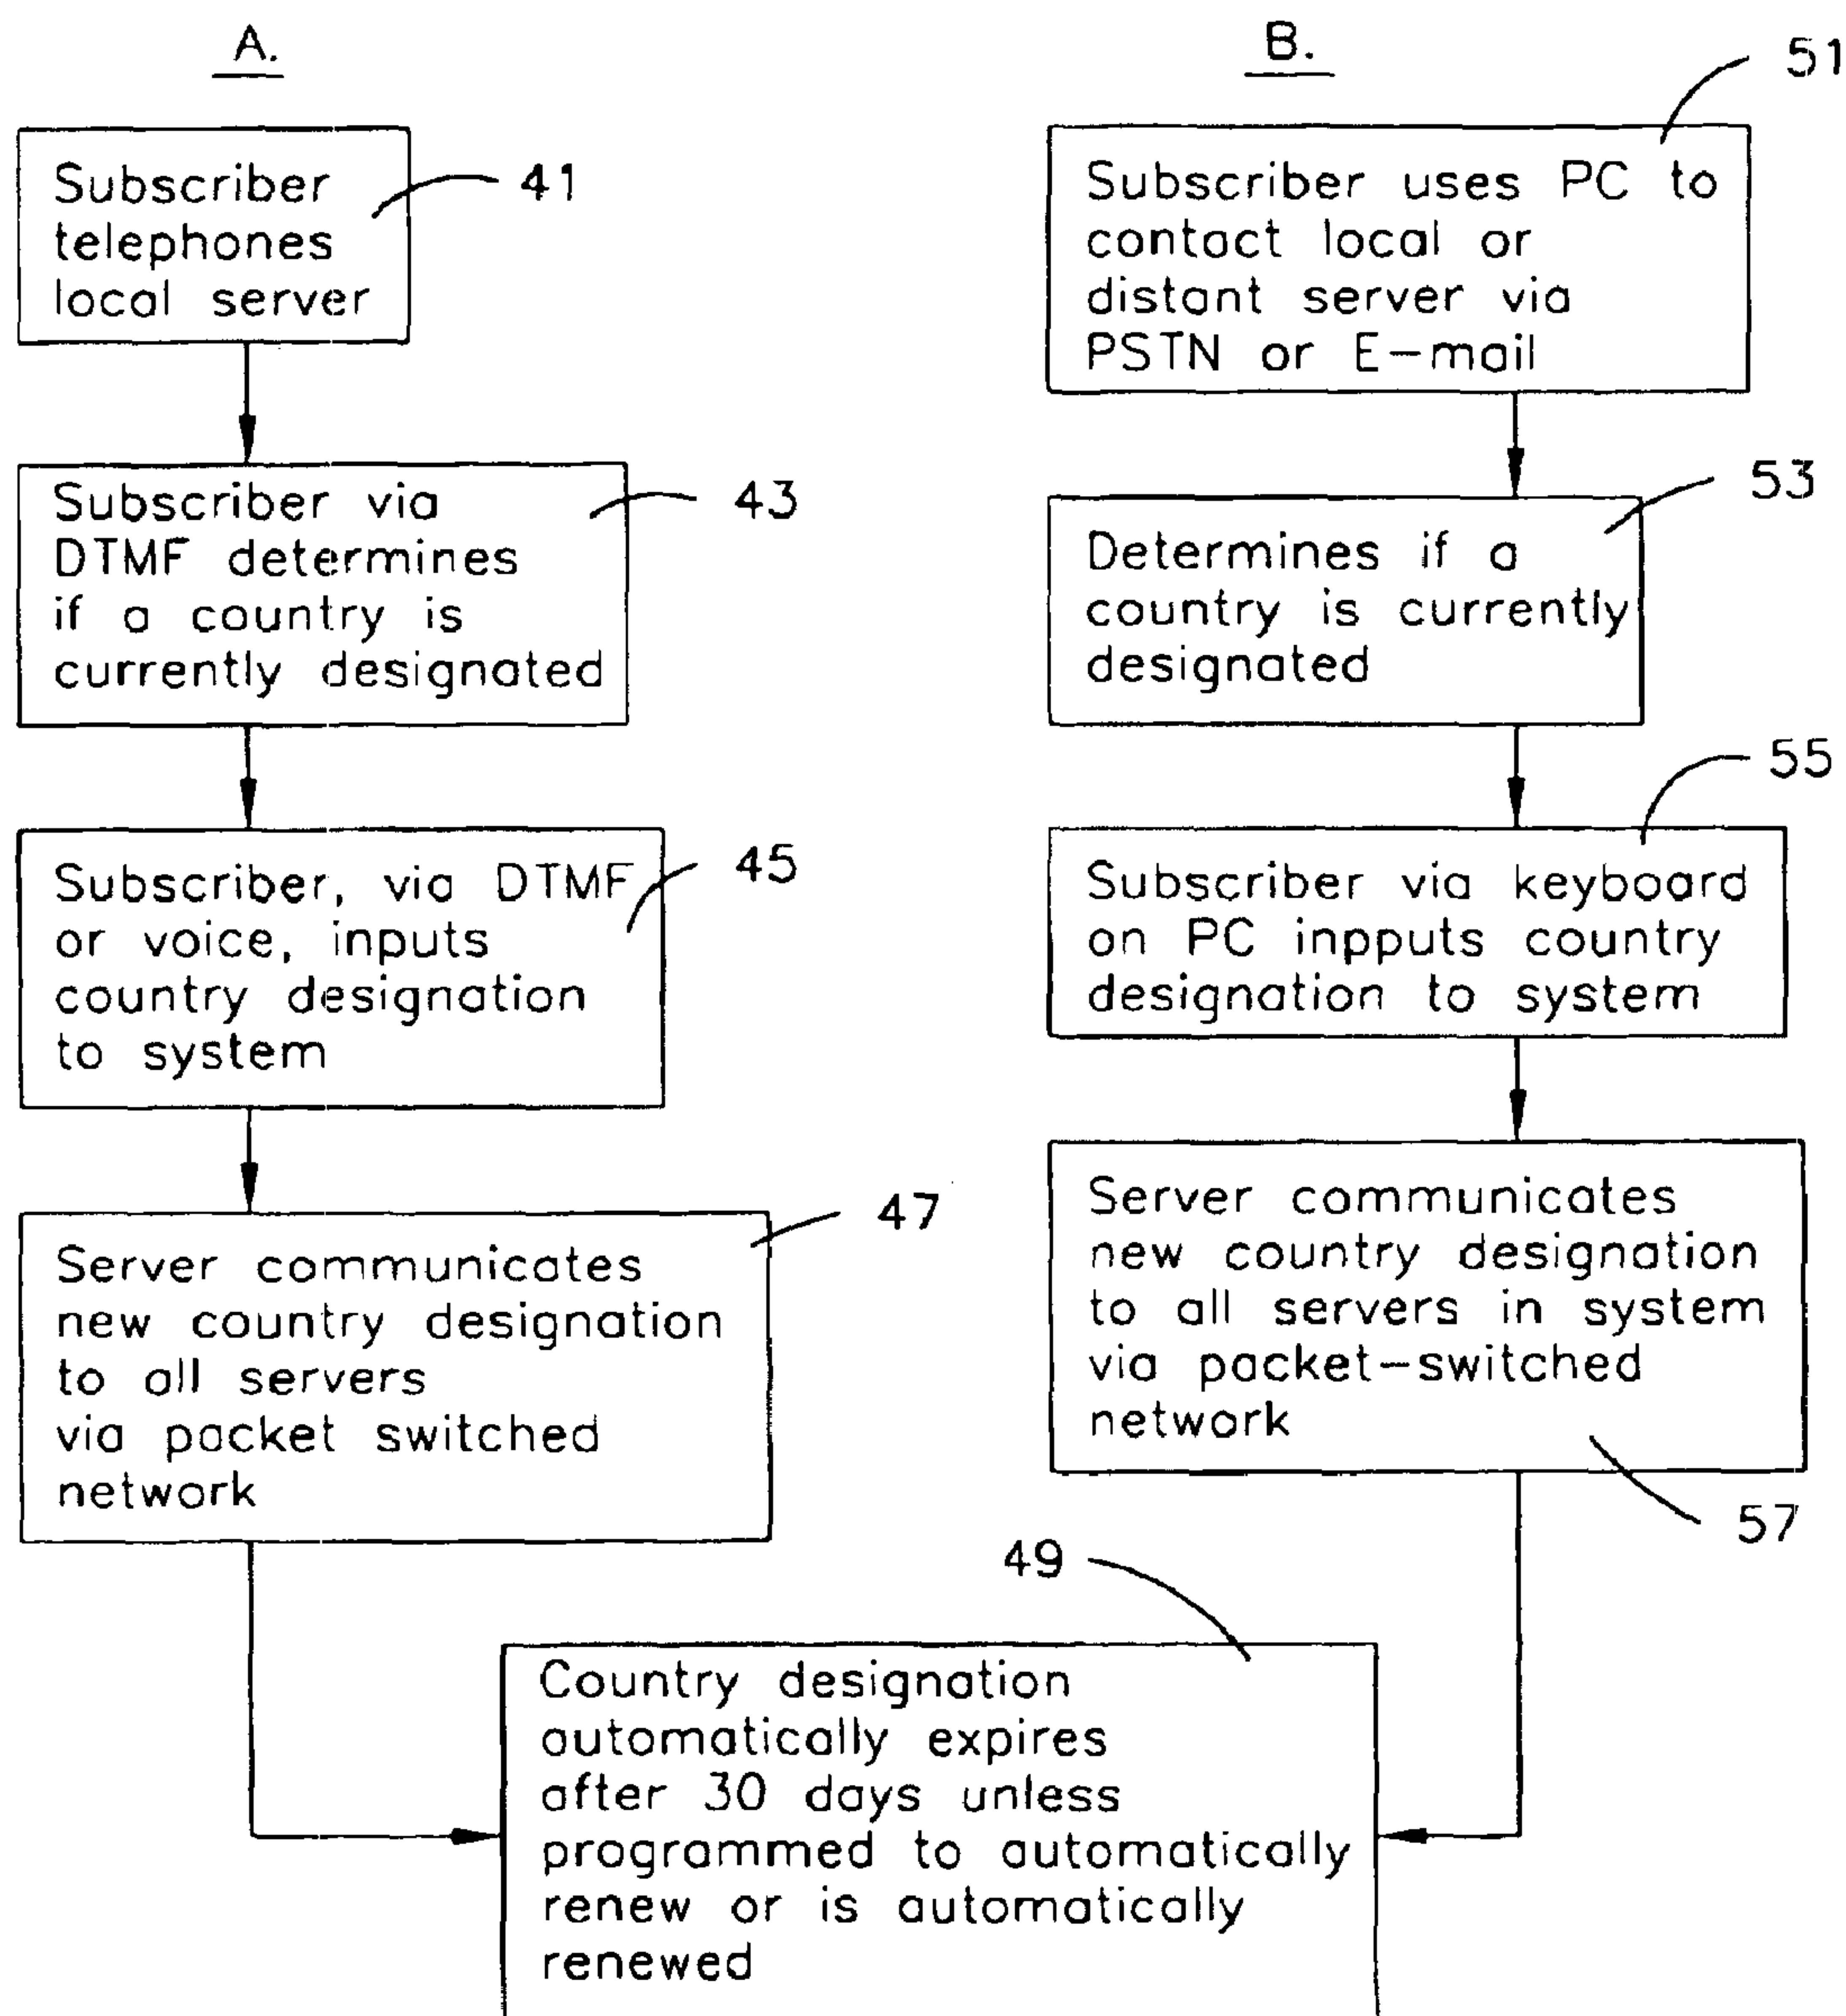 A.
Subscriber
telephones
local server
41
Subscriber via
DTMF determines
if a country is
currently designated
43
Subscriber, via DTMF
or voice, inputs
country designation
to system
45
Server communicates
new country designation
to all servers
via packet switched
network
47
B.
51
Subscriber uses PC to
contact local or
distant server via
PSTN or E-mail
53
Determines if a
country is currently
designated
55
Subscriber via keyboard
on PC inpputs country
designation to system
Server communicates
new country designation
to all servers in system
via packet-switched
network
57
49
Country designation
automatically expires
after 30 days unless
programmed to automatically
renew or is automatically
renewed